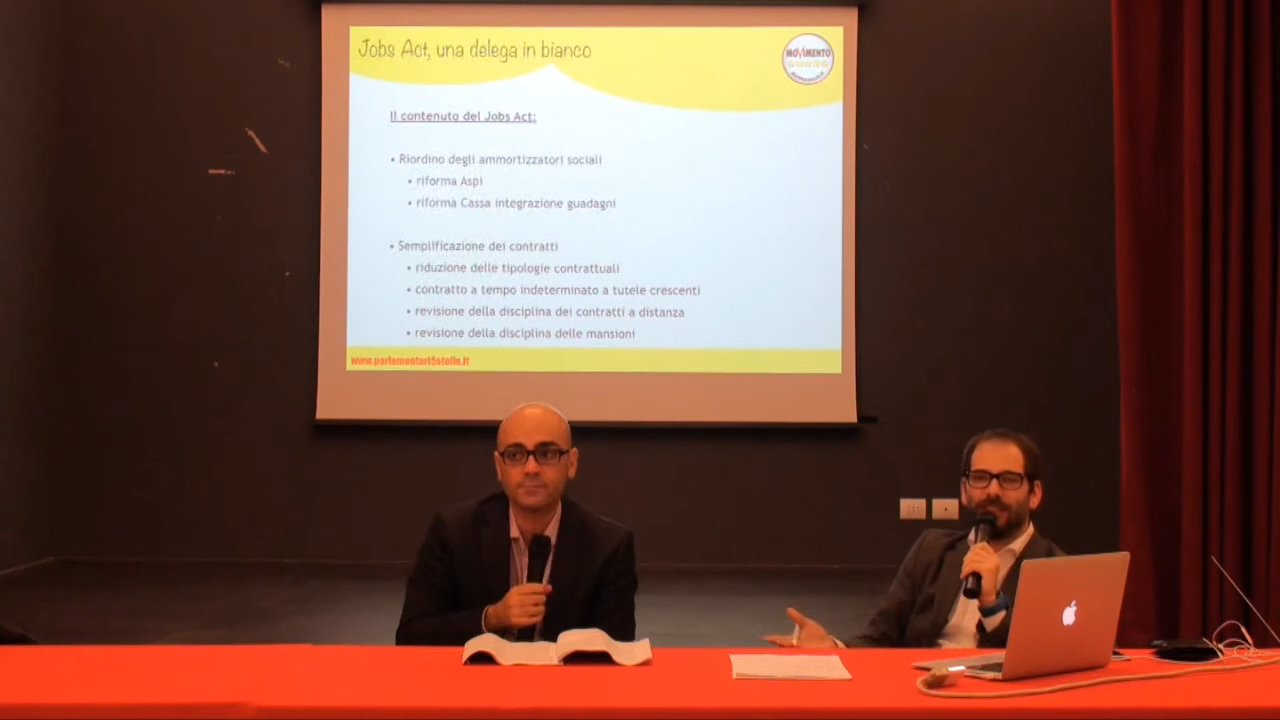 Jobs Act, una delega in bianco
MOVIMENTO
Il contenuto del Jobs Act:
• Riordino degli ammortizzatori sociali
• riforma Aspi
• riforma Cassa integrazione guadagni
• Semplificazione dei contratti
• riduzione delle tipologie contrattuali
• contratto a tempo indeterminato a tutele crescenti
• revisione della disciplina dei contratti a distanza
• revisione della disciplina delle mansioni
www.parlamentari5stelle.it